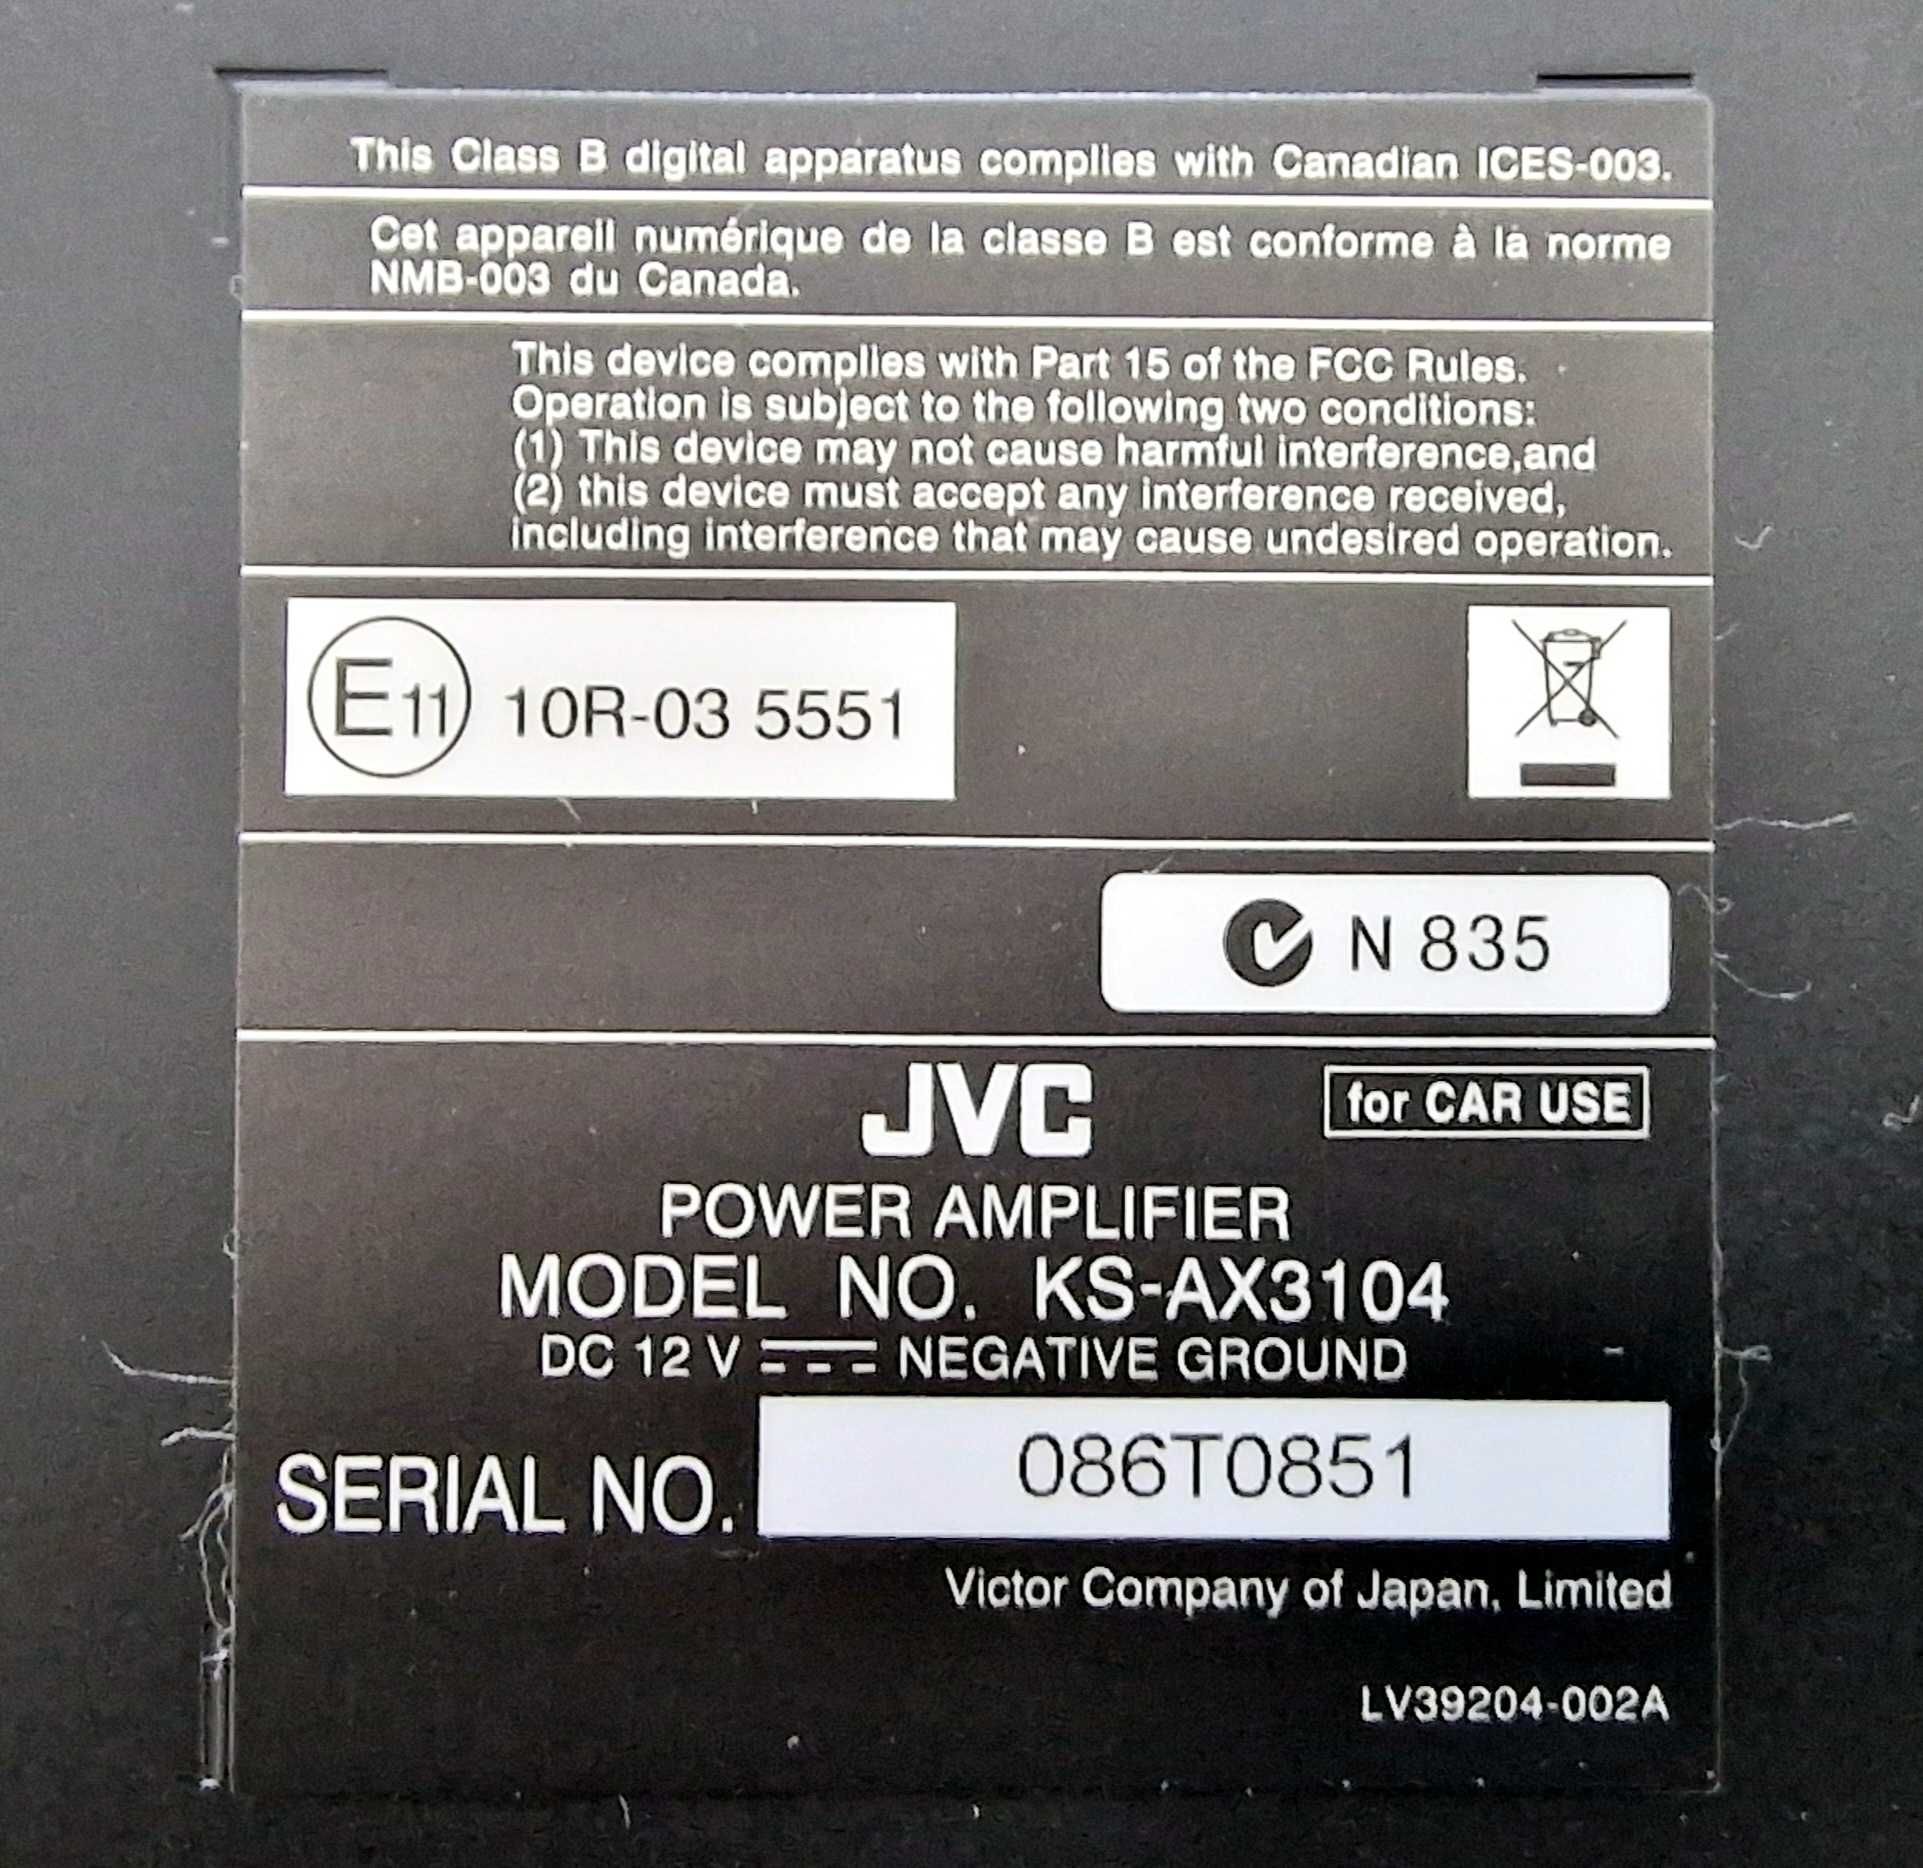 This Class B digital apparatus complies with Canadian ICES-003.
Cet appareil numérique de la classe B est conforme à la norme
NMB-003 du Canada.
This device complies with Part 15 of the FCC Rules.
Operation is subject to the following two conditions:
(1) This device may not cause harmful interference,and
(2) this device must accept any interference received,
including interference that may cause undesired operation.
E11 10R-03 5551
N 835
JVC
for CAR USE
POWER AMPLIFIER
MODEL NO. KS-AX3104
DC 12 V ⎓ NEGATIVE GROUND
SERIAL NO. 086T0851
Victor Company of Japan, Limited
LV39204-002A